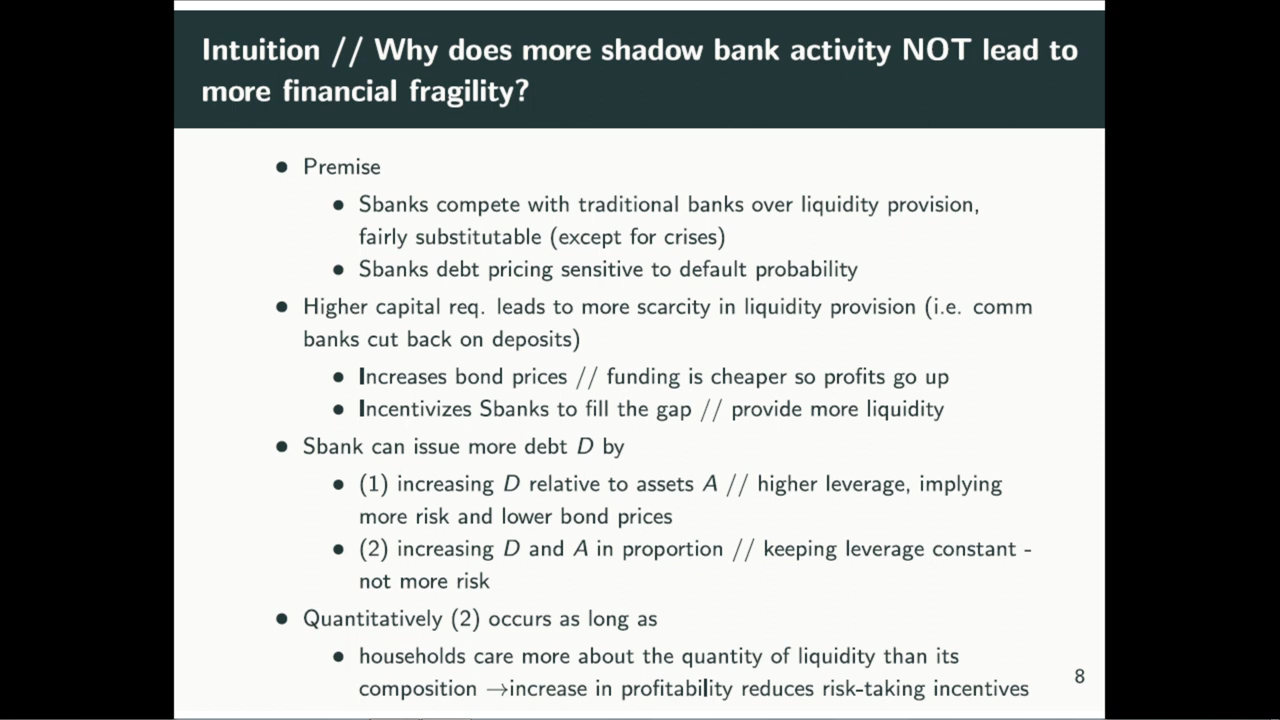 Intuition // Why does more shadow bank activity NOT lead to
more financial fragility?
• Premise
• Sbanks compete with traditional banks over liquidity provision,
fairly substitutable (except for crises)
• Sbanks debt pricing sensitive to default probability
• Higher capital req. leads to more scarcity in liquidity provision (i.e. comm
banks cut back on deposits)
• Increases bond prices // funding is cheaper so profits go up
• Incentivizes Sbanks to fill the gap // provide more liquidity
• Sbank can issue more debt D by
• (1) increasing D relative to assets A // higher leverage, implying
more risk and lower bond prices
• (2) increasing D and A in proportion // keeping leverage constant -
not more risk
• Quantitatively (2) occurs as long as
• households care more about the quantity of liquidity than its
composition →increase in profitability reduces risk-taking incentives
8